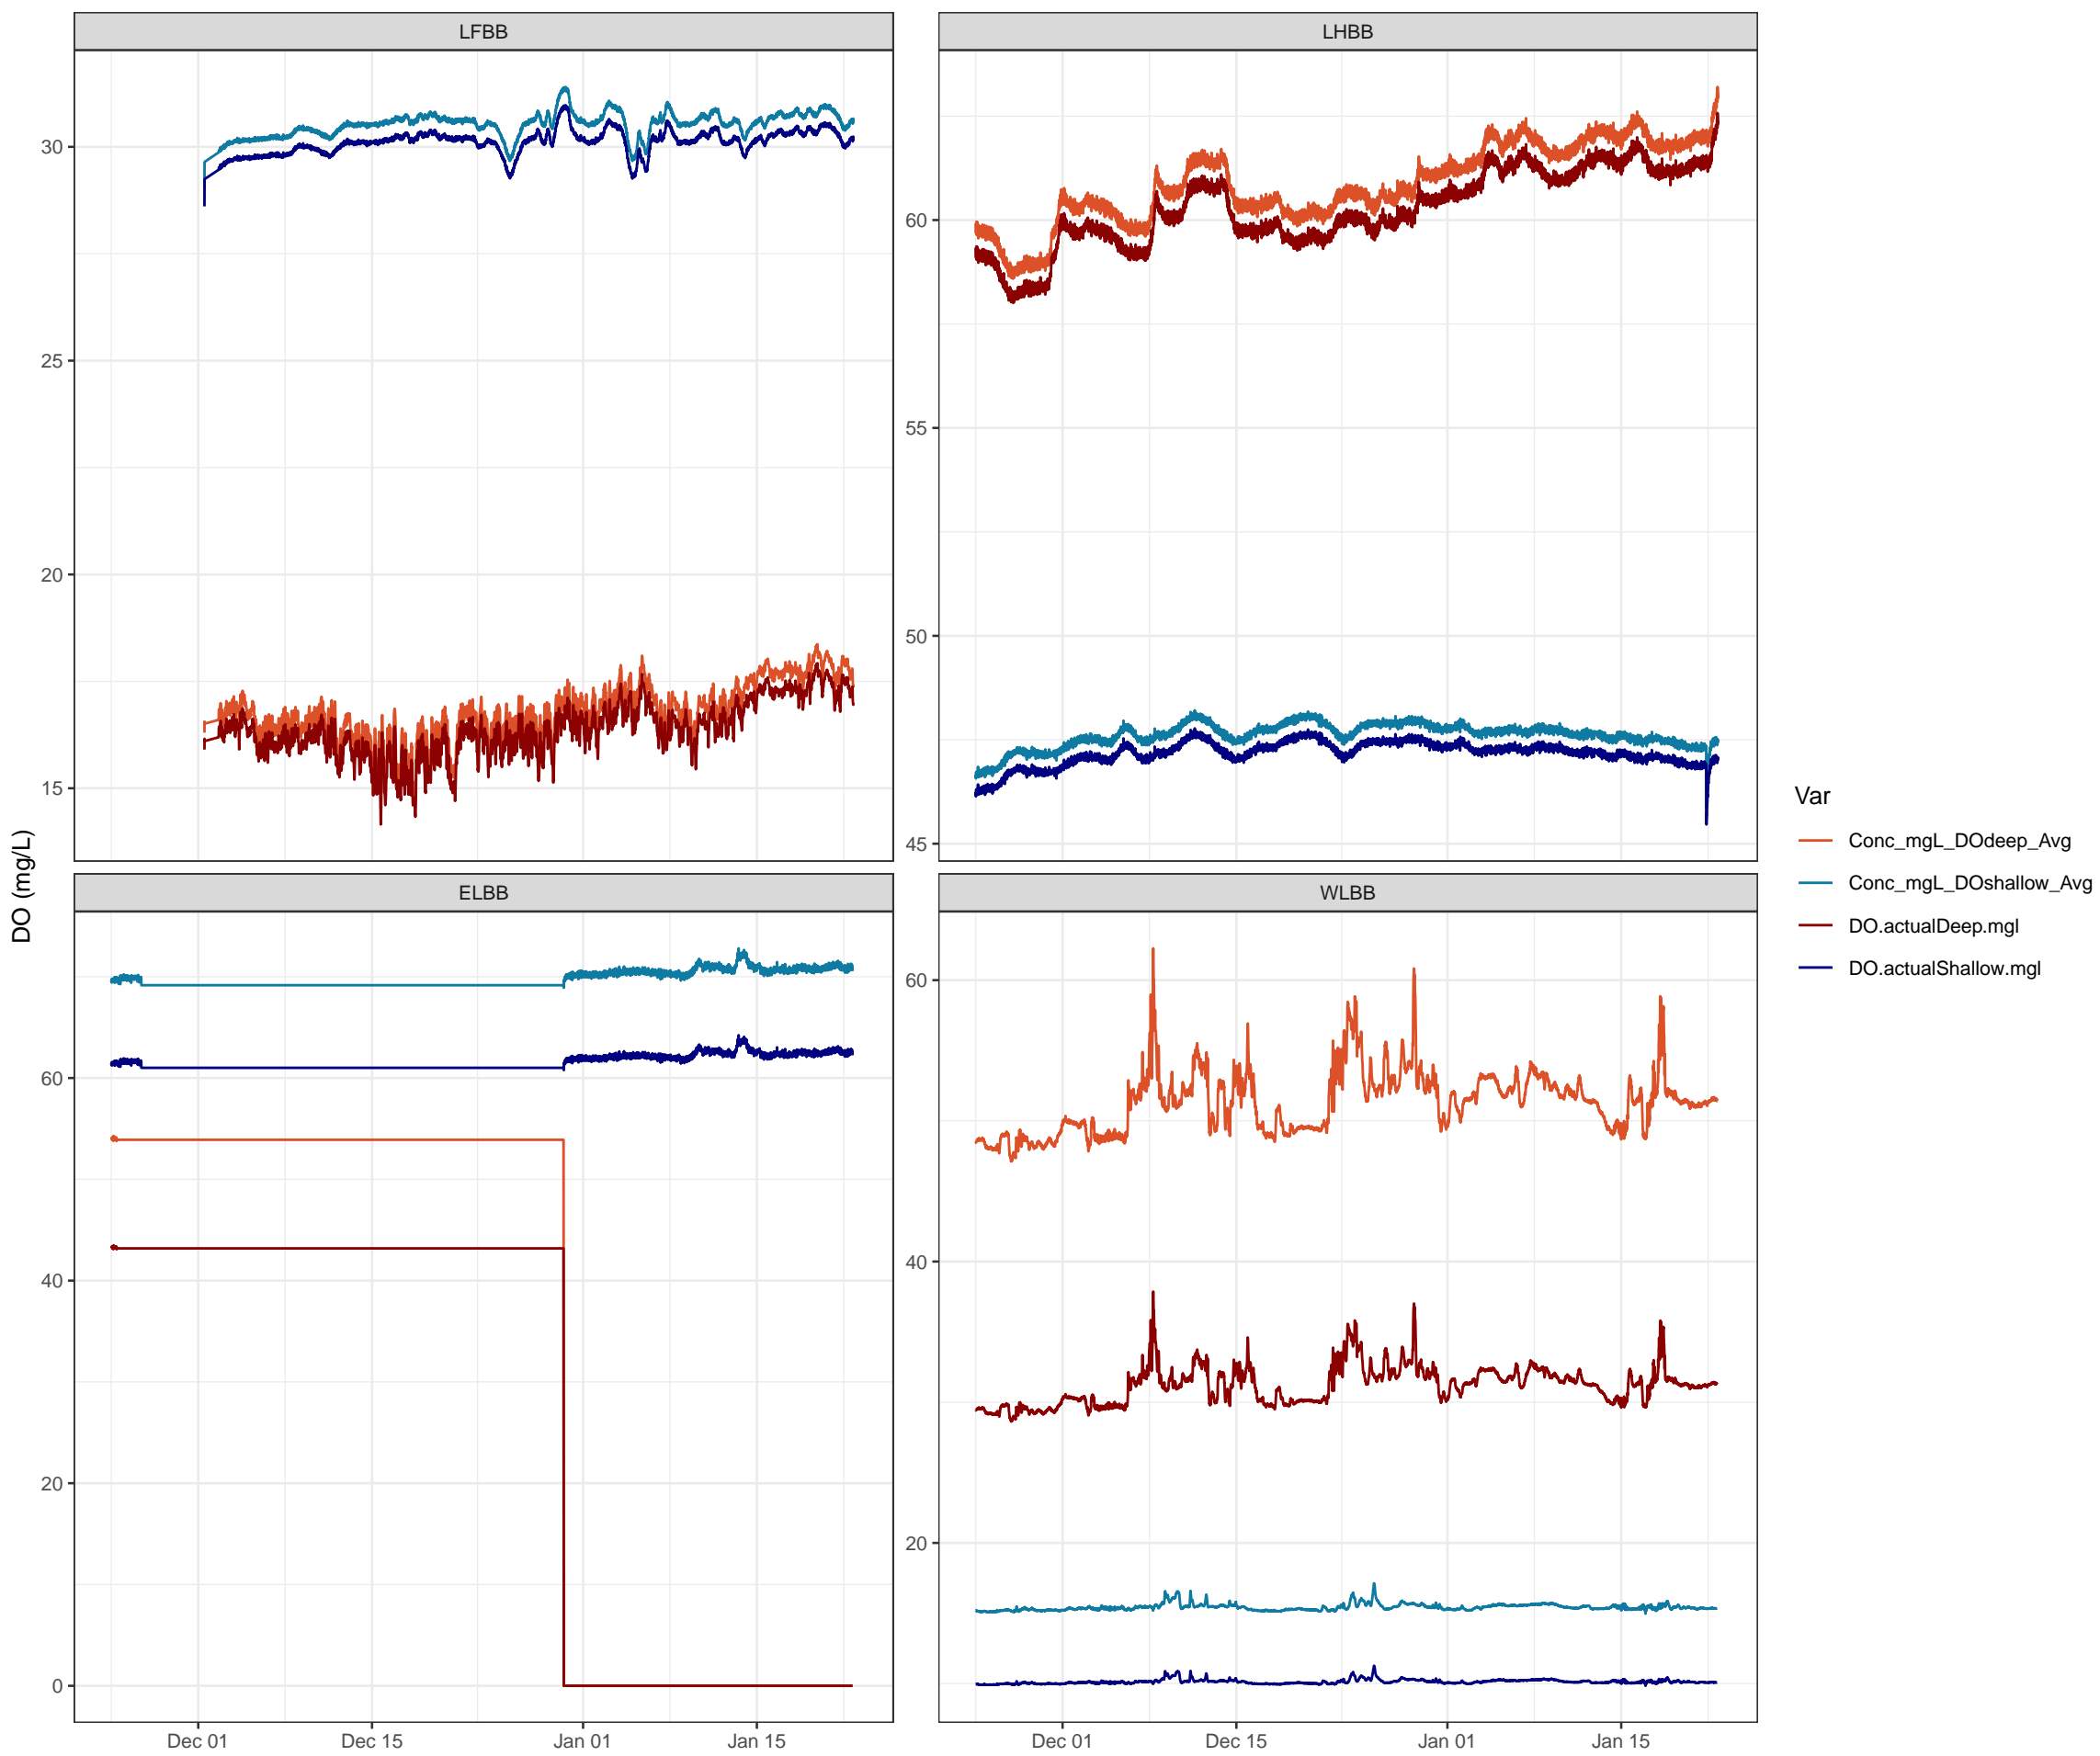 LFBB
LHBB
30
25
20
15
60
55
50
45
DO (mg/L)
ELBB
WLBB
60
40
20
0
60
40
20
Dec 01
Dec 15
Jan 01
Jan 15
Dec 01
Dec 15
Jan 01
Jan 15
Var
Conc_mgL_DOdeep_Avg
Conc_mgL_DOshallow_Avg
DO.actualDeep.mgl
DO.actualShallow.mgl